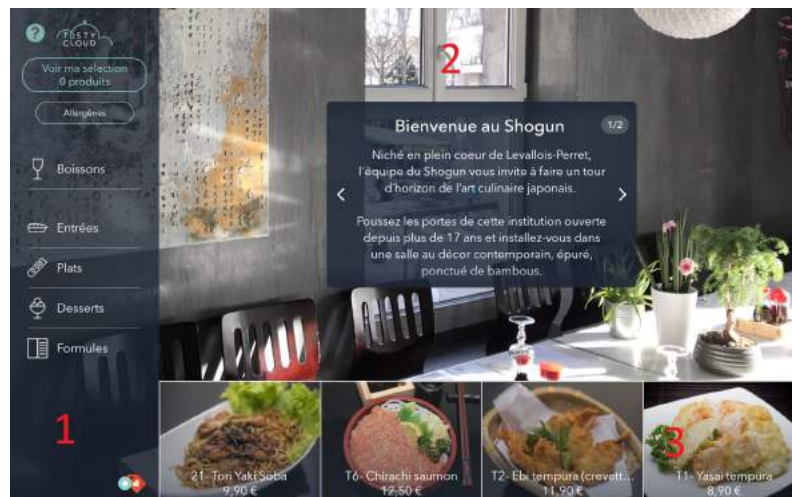 ?
TASTY
CLOUD
Voir ma sélection
0 produits
Allergènes
Boissons
Entrées
Plats
Desserts
Formules
1
2
Bienvenue au Shogun
1/2
Niché en plein coeur de Levallois-Perret,
l'équipe du Shogun vous invite à faire un tour
d'horizon de l'art culinaire japonais.
Poussez les portes de cette institution ouverte
depuis plus de 17 ans et installez-vous dans
une salle au décor contemporain, épuré,
ponctué de bambous.
3
21- Tori Yaki Soba
9,90 €
T6- Chirachi saumon
12,50 €
T2- Ebi tempura (crevett...
11,90 €
T1- Yasai tempura
8,90 €